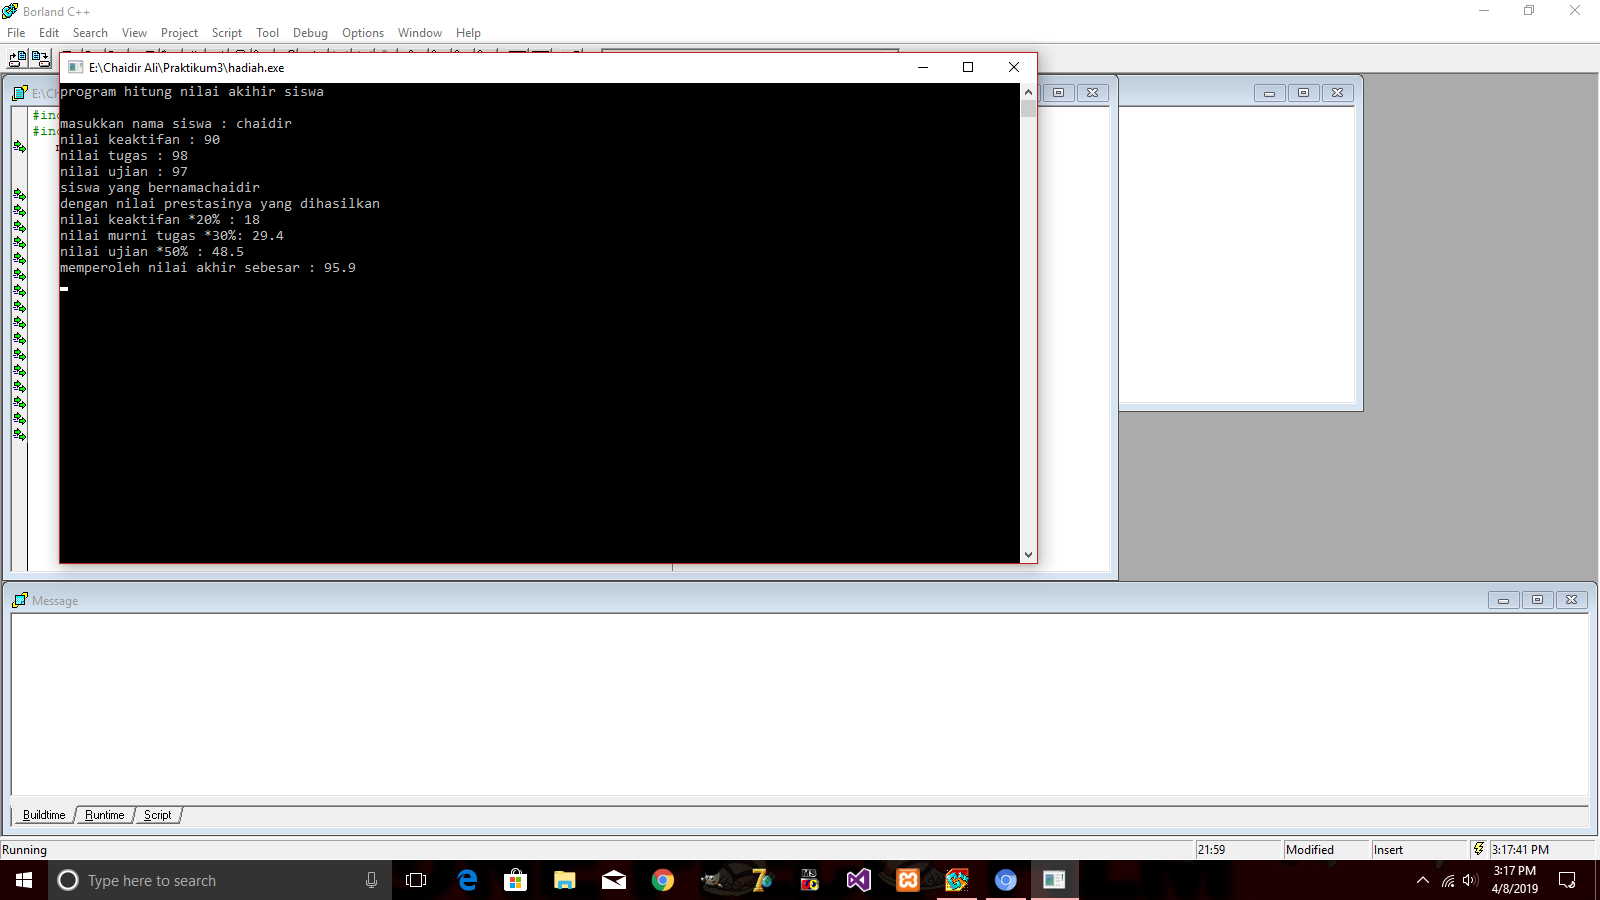 Borland C++
File Edit Search View Project Script Tool Debug Options Window Help
E:\Chaidir Ali\Praktikum3\hadiah.exe
E:\Ch
#inc
#inc
program hitung nilai akihir siswa
masukkan nama siswa : chaidir
nilai keaktifan : 90
nilai tugas : 98
nilai ujian : 97
siswa yang bernamachaidir
dengan nilai prestasinya yang dihasilkan
nilai keaktifan *20% : 18
nilai murni tugas *30%: 29.4
nilai ujian *50% : 48.5
memperoleh nilai akhir sebesar : 95.9
Message
Buildtime Runtime Script
Running 21:59 Modified Insert 3:17:41 PM
Type here to search
3:17 PM
4/8/2019